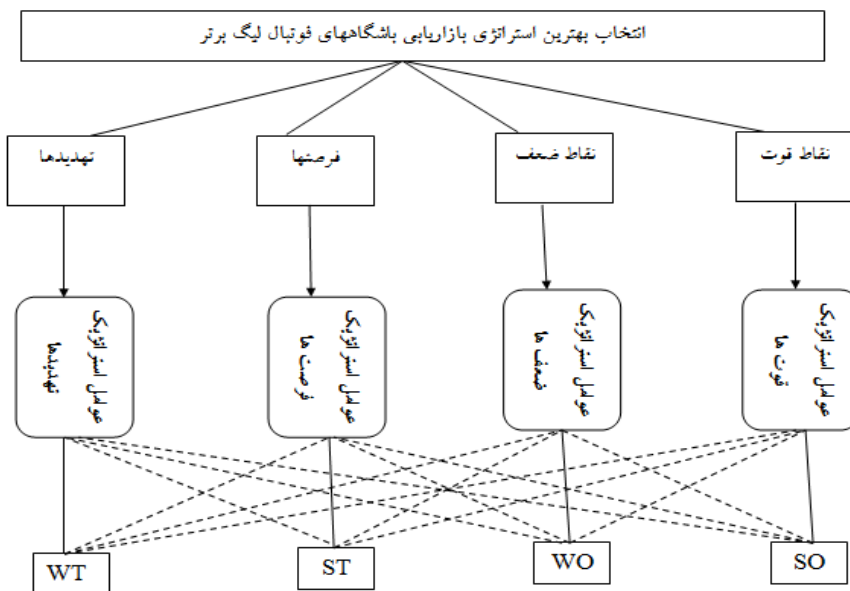 انتخاب بهترین استراتژی بازاریابی باشگاههای فوتبال لیگ برتر
نقاط قوت
نقاط ضعف
فرصتها
تهدیدها
عوامل استراتژیک
قوت ها
عوامل استراتژیک
ضعف ها
عوامل استراتژیک
فرصت ها
عوامل استراتژیک
تهدیدها
SO
WO
ST
WT